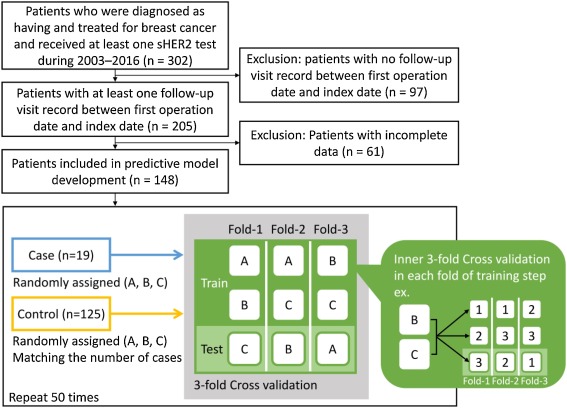 Patients who were diagnosed as
having and treated for breast cancer
and received at least one sHER2 test
during 2003–2016 (n = 302)
Exclusion: patients with no follow-up
visit record between first operation
date and index date (n = 97)
Patients with at least one follow-up
visit record between first operation
date and index date (n = 205)
Exclusion: Patients with incomplete
data (n = 61)
Patients included in predictive model
development (n = 148)
Case (n=19)
Randomly assigned (A, B, C)
Control (n=125)
Randomly assigned (A, B, C)
Matching the number of cases
Repeat 50 times
Fold-1 Fold-2 Fold-3
Train
A A B
B C C
Test
C B A
3-fold Cross validation
Inner 3-fold Cross validation
in each fold of training step
ex.
B
C
1 1 2
2 3 3
3 2 1
Fold-1 Fold-2 Fold-3